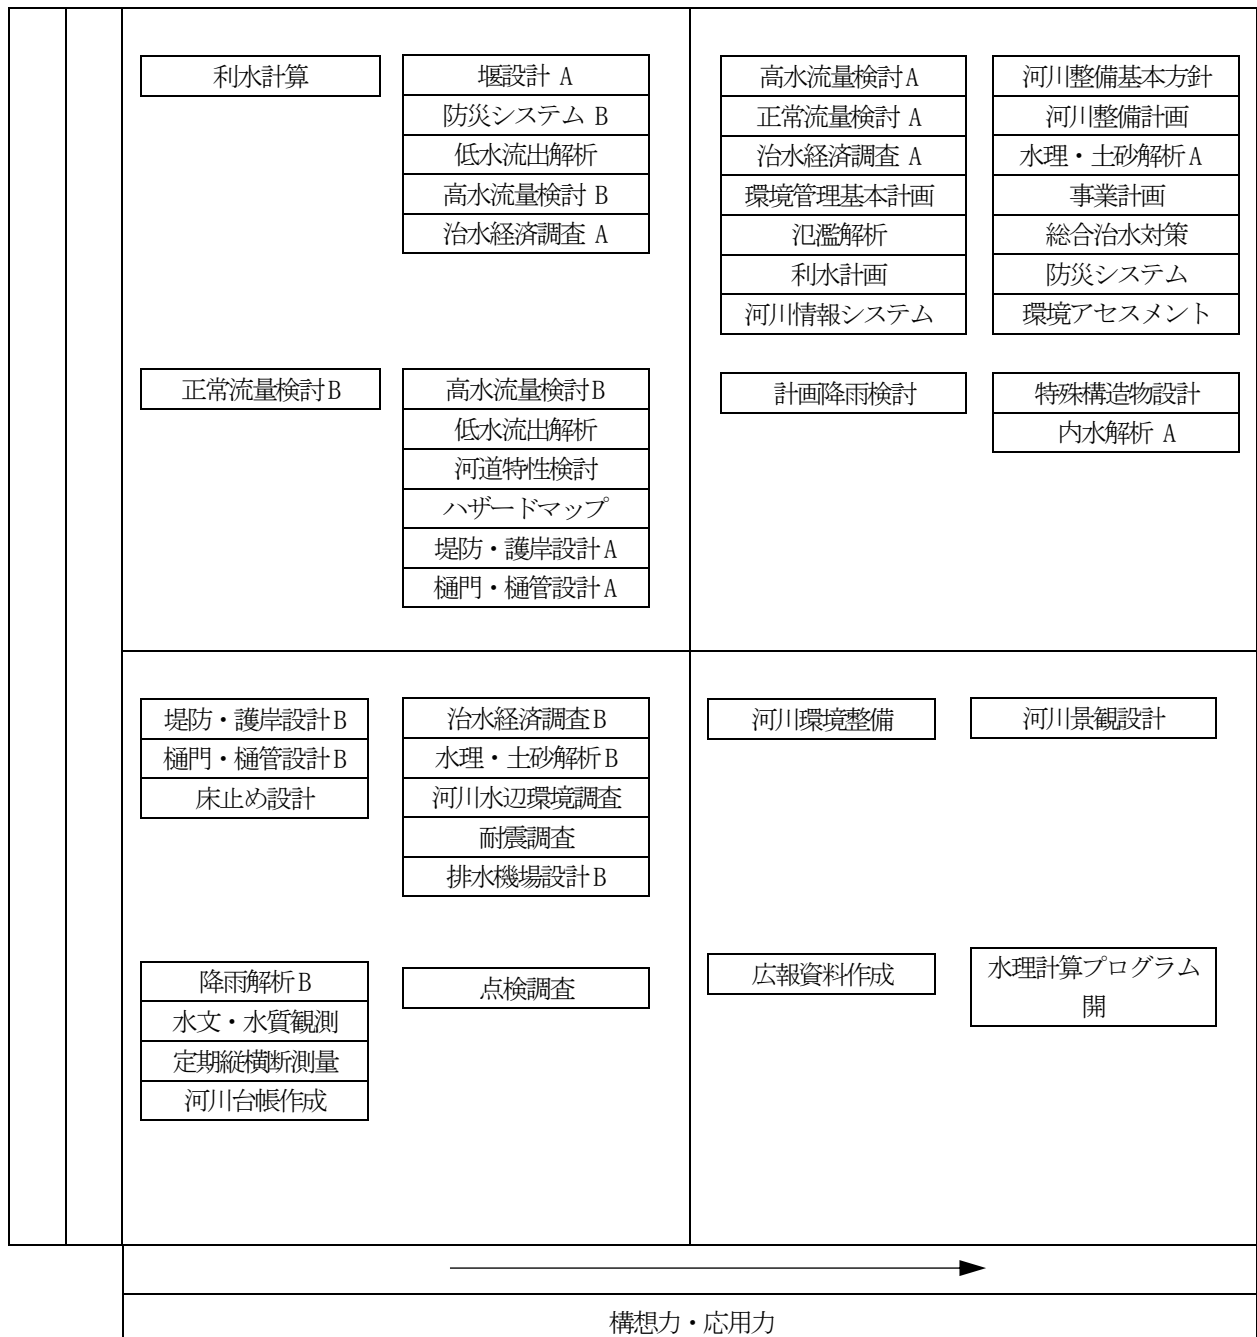 利水計算
堰設計 A
防災システム B
低水流出解析
高水流量検討 B
治水経済調査 A
高水流量検討A
正常流量検討 A
治水経済調査 A
環境管理基本計画
氾濫解析
利水計画
河川情報システム
河川整備基本方針
河川整備計画
水理・土砂解析A
事業計画
総合治水対策
防災システム
環境アセスメント
正常流量検討B
高水流量検討B
低水流出解析
河道特性検討
ハザードマップ
堤防・護岸設計A
樋門・樋管設計A
計画降雨検討
特殊構造物設計
内水解析 A
堤防・護岸設計B
樋門・樋管設計B
床止め設計
治水経済調査B
水理・土砂解析B
河川水辺環境調査
耐震調査
排水機場設計B
河川環境整備
河川景観設計
降雨解析B
水文・水質観測
定期縦横断測量
河川台帳作成
点検調査
広報資料作成
水理計算プログラム
開
構想力・応用力